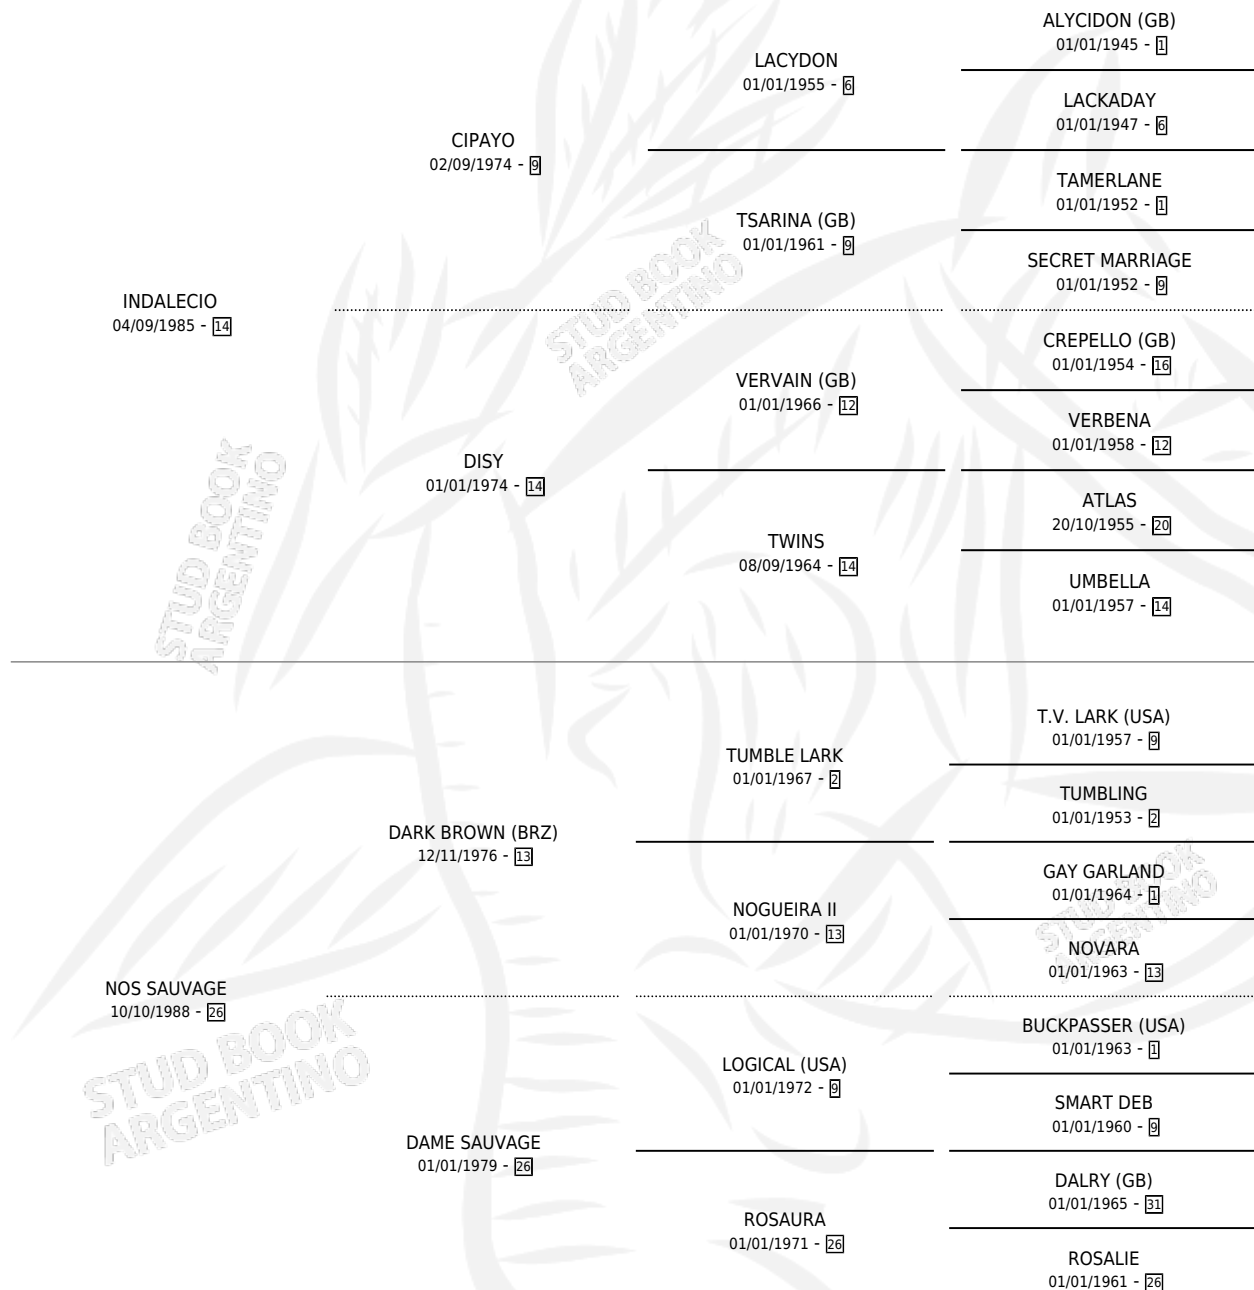 ALYCIDON (GB)
01/01/1945 - 1
LACYDON
01/01/1955 - 6
LACKADAY
01/01/1947 - 6
CIPAYO
02/09/1974 - 9
TAMERLANE
01/01/1952 - 1
TSARINA (GB)
01/01/1961 - 9
SECRET MARRIAGE
01/01/1952 - 9
INDALECIO
04/09/1985 - 14
STUD BOOK
ARGENTINO
CREPELLO (GB)
01/01/1954 - 16
VERVAIN (GB)
01/01/1966 - 12
VERBENA
01/01/1958 - 12
DISY
01/01/1974 - 14
ATLAS
20/10/1955 - 20
TWINS
08/09/1964 - 14
UMBELLA
01/01/1957 - 14
STUD BOOK
ARGENTINO
T.V. LARK (USA)
01/01/1957 - 9
TUMBLE LARK
01/01/1967 - 2
TUMBLING
01/01/1953 - 2
DARK BROWN (BRZ)
12/11/1976 - 13
GAY GARLAND
01/01/1964 - 1
NOGUEIRA II
01/01/1970 - 13
NOVARA
01/01/1963 - 13
STUD BOOK
ARGENTINO
NOS SAUVAGE
10/10/1988 - 26
BUCKPASSER (USA)
01/01/1963 - 1
LOGICAL (USA)
01/01/1972 - 9
SMART DEB
01/01/1960 - 9
STUD BOOK
ARGENTINO
DAME SAUVAGE
01/01/1979 - 26
DALRY (GB)
01/01/1965 - 31
ROSAURA
01/01/1971 - 26
ROSALIE
01/01/1961 - 26